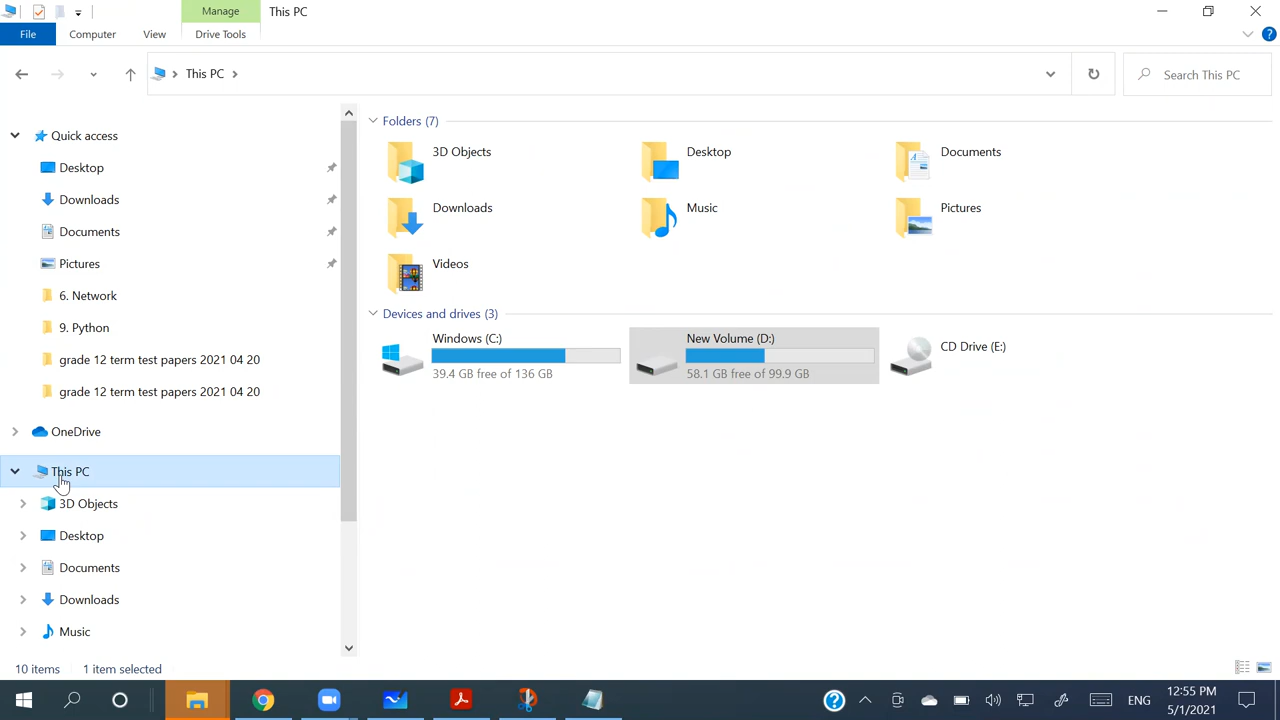 Manage
This PC
File
Computer
View
Drive Tools
This PC
Search This PC
Quick access
Desktop
Downloads
Documents
Pictures
6. Network
9. Python
grade 12 term test papers 2021 04 20
grade 12 term test papers 2021 04 20
OneDrive
This PC
3D Objects
Desktop
Documents
Downloads
Music
Folders (7)
3D Objects
Desktop
Documents
Downloads
Music
Pictures
Videos
Devices and drives (3)
Windows (C:)
39.4 GB free of 136 GB
New Volume (D:)
58.1 GB free of 99.9 GB
CD Drive (E:)
10 items
1 item selected
ENG
12:55 PM
5/1/2021